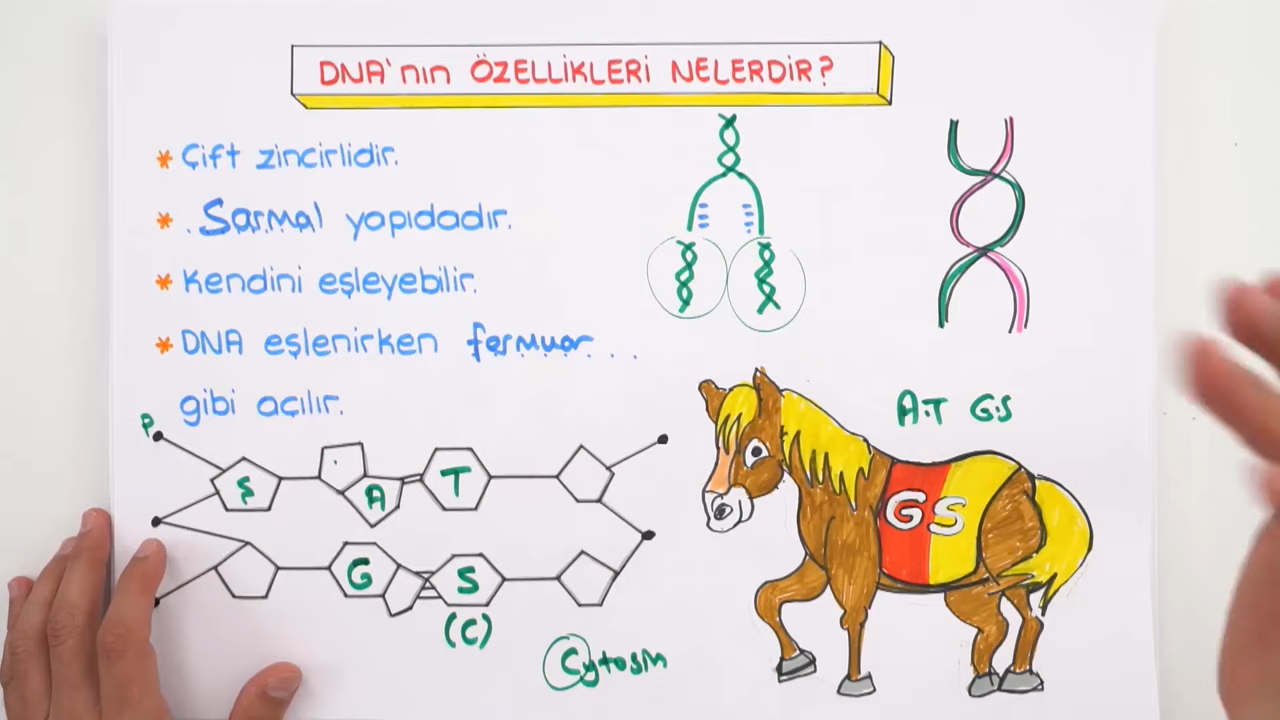 DNA'nın ÖZELLİKLERİ NELERDİR?
* Çift zincirlidir.
* .Sarmal yapıdadır.
* Kendini eşleyebilir.
* DNA eşlenirken fermuar...
gibi açılır.
A.T G.S
P
Ş A T
G S
(C)
Cytosin
GS